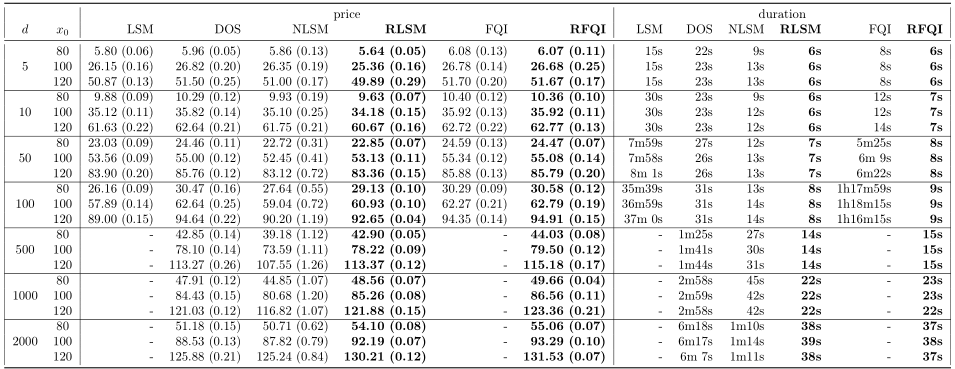 price duration
d x0 LSM DOS NLSM RLSM FQI RFQI LSM DOS NLSM RLSM FQI RFQI
80 5.80 (0.06) 5.96 (0.05) 5.86 (0.13) 5.64 (0.05) 6.08 (0.13) 6.07 (0.11) 15s 22s 9s 6s 8s 6s
5 100 26.15 (0.16) 26.82 (0.20) 26.35 (0.19) 25.36 (0.16) 26.78 (0.14) 26.68 (0.25) 15s 23s 13s 6s 8s 6s
120 50.87 (0.13) 51.50 (0.25) 51.00 (0.17) 49.89 (0.29) 51.70 (0.20) 51.67 (0.17) 15s 23s 13s 6s 8s 6s
80 9.88 (0.09) 10.29 (0.12) 9.93 (0.19) 9.63 (0.07) 10.40 (0.12) 10.36 (0.10) 30s 23s 9s 6s 12s 7s
10 100 35.12 (0.11) 35.82 (0.14) 35.10 (0.25) 34.18 (0.15) 35.92 (0.13) 35.92 (0.11) 30s 23s 12s 6s 12s 7s
120 61.63 (0.22) 62.64 (0.21) 61.75 (0.21) 60.67 (0.16) 62.72 (0.22) 62.77 (0.13) 30s 23s 12s 6s 14s 7s
80 23.03 (0.09) 24.46 (0.11) 22.72 (0.31) 22.85 (0.07) 24.59 (0.13) 24.47 (0.07) 7m59s 27s 12s 7s 5m25s 8s
50 100 53.56 (0.09) 55.00 (0.12) 52.45 (0.41) 53.13 (0.11) 55.34 (0.12) 55.08 (0.14) 7m58s 26s 13s 7s 6m 9s 8s
120 83.90 (0.20) 85.76 (0.12) 83.12 (0.72) 83.36 (0.15) 85.88 (0.13) 85.79 (0.20) 8m 1s 26s 13s 7s 6m22s 8s
80 26.16 (0.09) 30.47 (0.16) 27.64 (0.55) 29.13 (0.10) 30.29 (0.09) 30.58 (0.12) 35m39s 31s 13s 8s 1h17m59s 9s
100 100 57.89 (0.14) 62.64 (0.25) 59.04 (0.72) 60.93 (0.10) 62.27 (0.21) 62.79 (0.19) 36m59s 31s 14s 8s 1h18m15s 9s
120 89.00 (0.15) 94.64 (0.22) 90.20 (1.19) 92.65 (0.04) 94.35 (0.14) 94.91 (0.15) 37m 0s 31s 14s 8s 1h16m15s 9s
80 - 42.85 (0.14) 39.18 (1.12) 42.90 (0.05) - 44.03 (0.08) - 1m25s 27s 14s - 15s
500 100 - 78.10 (0.14) 73.59 (1.11) 78.22 (0.09) - 79.50 (0.12) - 1m41s 30s 14s - 15s
120 - 113.27 (0.26) 107.55 (1.26) 113.37 (0.12) - 115.18 (0.17) - 1m44s 31s 14s - 15s
80 - 47.91 (0.12) 44.85 (1.07) 48.56 (0.07) - 49.66 (0.04) - 2m58s 45s 22s - 23s
1000 100 - 84.43 (0.15) 80.68 (1.20) 85.26 (0.08) - 86.56 (0.11) - 2m59s 42s 22s - 23s
120 - 121.03 (0.12) 116.82 (1.07) 121.88 (0.15) - 123.36 (0.21) - 2m58s 42s 22s - 22s
80 - 51.18 (0.15) 50.71 (0.62) 54.10 (0.08) - 55.06 (0.07) - 6m18s 1m10s 38s - 37s
2000 100 - 88.53 (0.13) 87.82 (0.79) 92.19 (0.07) - 93.29 (0.10) - 6m17s 1m14s 39s - 38s
120 - 125.88 (0.21) 125.24 (0.84) 130.21 (0.12) - 131.53 (0.07) - 6m 7s 1m11s 38s - 37s